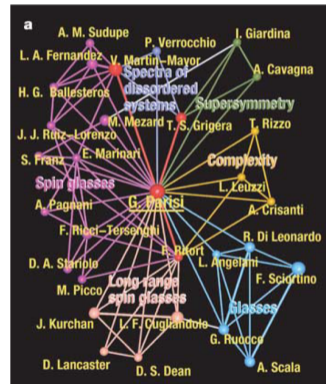 a
A. M. Sudupe
P. Verrocchio
I. Giardina
L. A. Fernandez
V. Martin-Mayor
Spectra of
disordered
systems
A. Cavagna
H. G. Ballesteros
Supersymmetry
M. Mezard
T. S. Grigera
J. J. Ruiz-Lorenzo
T. Rizzo
S. Franz
E. Marinari
Complexity
Spin glasses
L. Leuzzi
G. Parisi
A. Pagnani
A. Crisanti
F. Ricci-Tersenghi
R. Di Leonardo
F. Ritort
L. Angelani
D. A. Stariolo
F. Sciortino
Long-range
spin glasses
M. Picco
Glasses
J. Kurchan
L. F. Cugliandolo
G. Ruocco
D. Lancaster
D. S. Dean
A. Scala